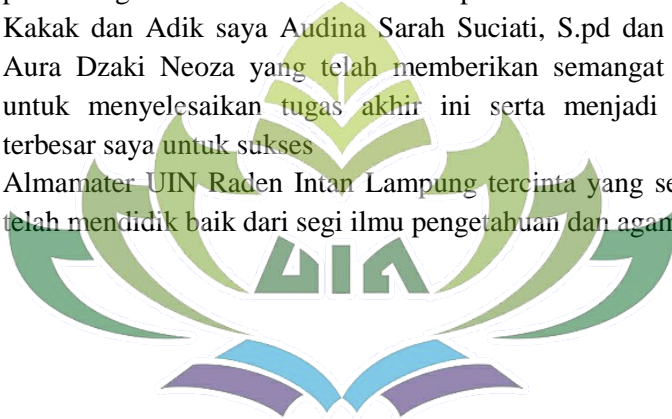 Kakak dan Adik saya Audina Sarah Suciati, S.pd dan
Aura Dzaki Neoza yang telah memberikan semangat
untuk menyelesaikan tugas akhir ini serta menjadi
terbesar saya untuk sukses
Almamater UIN Raden Intan Lampung tercinta yang
telah mendidik baik dari segi ilmu pengetahuan dan
UIN